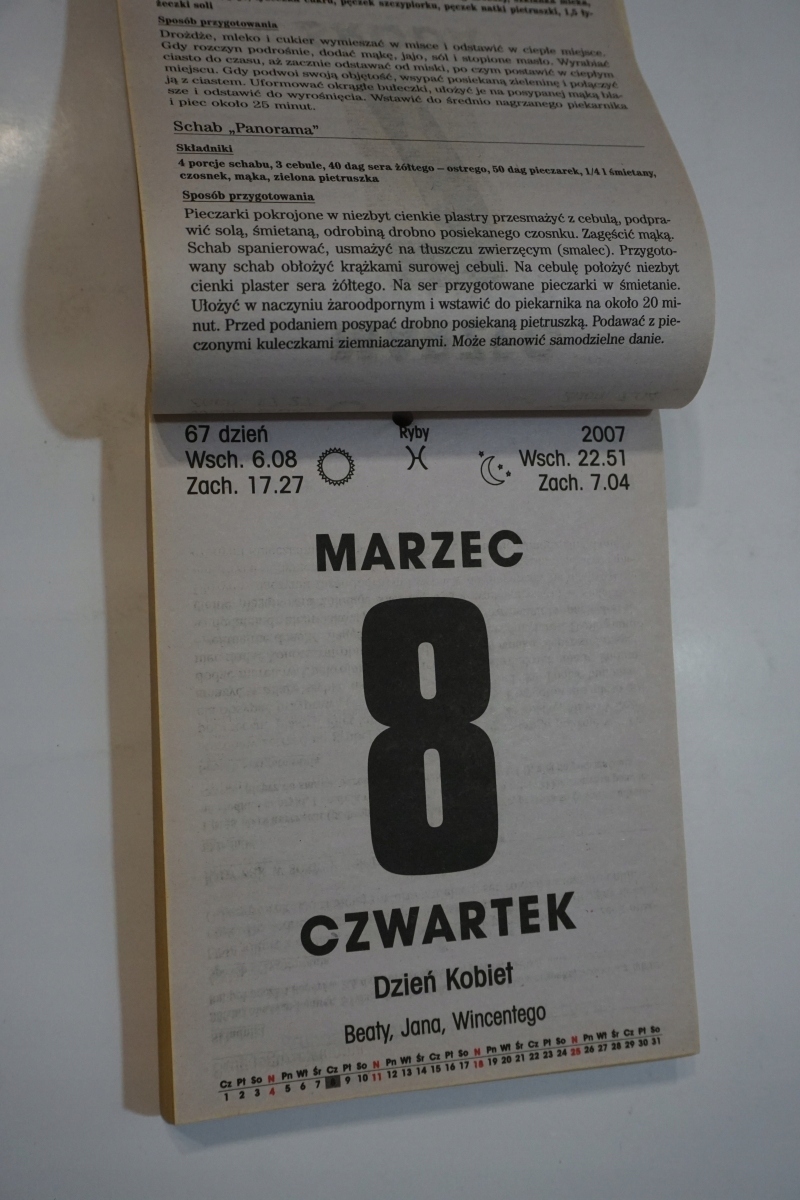 żeczki soli
Sposób przygotowania
Drożdże, mleko i cukier wymieszać w misce i odstawić w ciepłe miejsce.
Gdy rozczyn podrośnie, dodać mąkę, jajo, sól i stopione masło. Wyrabiać
ciasto do czasu, aż zacznie odstawać od miski, po czym postawić w ciepłym
miejscu. Gdy podwoi swoją objętość, wsypać posiekaną zieleninę i połączyć
ją z ciastem. Uformować okrągłe bułeczki, ułożyć je na posypanej mąką bla-
sze i odstawić do wyrośnięcia. Wstawić do średnio nagrzanego piekarnika
i piec około 25 minut.
Schab „Panorama”
Składniki
4 porcje schabu, 3 cebule, 40 dag sera żółtego – ostrego, 50 dag pieczarek, 1/4 l śmietany,
czosnek, mąka, zielona pietruszka
Sposób przygotowania
Pieczarki pokrojone w niezbyt cienkie plastry przesmażyć z cebulą, podpra-
wić solą, śmietaną, odrobiną drobno posiekanego czosnku. Zagęścić mąką.
Schab spanierować, usmażyć na tłuszczu zwierzęcym (smalec). Przygoto-
wany schab obłożyć krążkami surowej cebuli. Na cebulę położyć niezbyt
cienki plaster sera żółtego. Na ser przygotowane pieczarki w śmietanie.
Ułożyć w naczyniu żaroodpornym i wstawić do piekarnika na około 20 mi-
nut. Przed podaniem posypać drobno posiekaną pietruszką. Podawać z pie-
czonymi kuleczkami ziemniaczanymi. Może stanowić samodzielne danie.
67 dzień Ryby 2007
Wsch. 6.08 Wsch. 22.51
Zach. 17.27 Zach. 7.04
MARZEC
8
CZWARTEK
Dzień Kobiet
Beaty, Jana, Wincentego
Cz Pt So N Pn Wt Śr Cz Pt So N Pn Wt Śr Cz Pt So N Pn Wt Śr Cz Pt So N Pn Wt Śr Cz Pt So
1 2 3 4 5 6 7 8 9 10 11 12 13 14 15 16 17 18 19 20 21 22 23 24 25 26 27 28 29 30 31